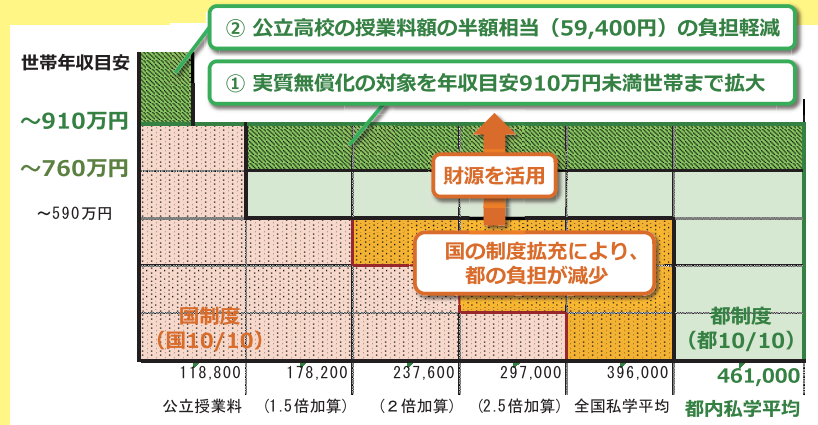 ② 公立高校の授業料額の半額相当（59,400円）の負担軽減
世帯年収目安
① 実質無償化の対象を年収目安910万円未満世帯まで拡大
～910万円
～760万円
財源を活用
～590万円
国の制度拡充により、
都の負担が減少
国制度
（国10/10）
都制度
（都10/10）
118,800
178,200
237,600
297,000
396,000
461,000
公立授業料
（1.5倍加算）
（２倍加算）
（2.5倍加算）
全国私学平均
都内私学平均